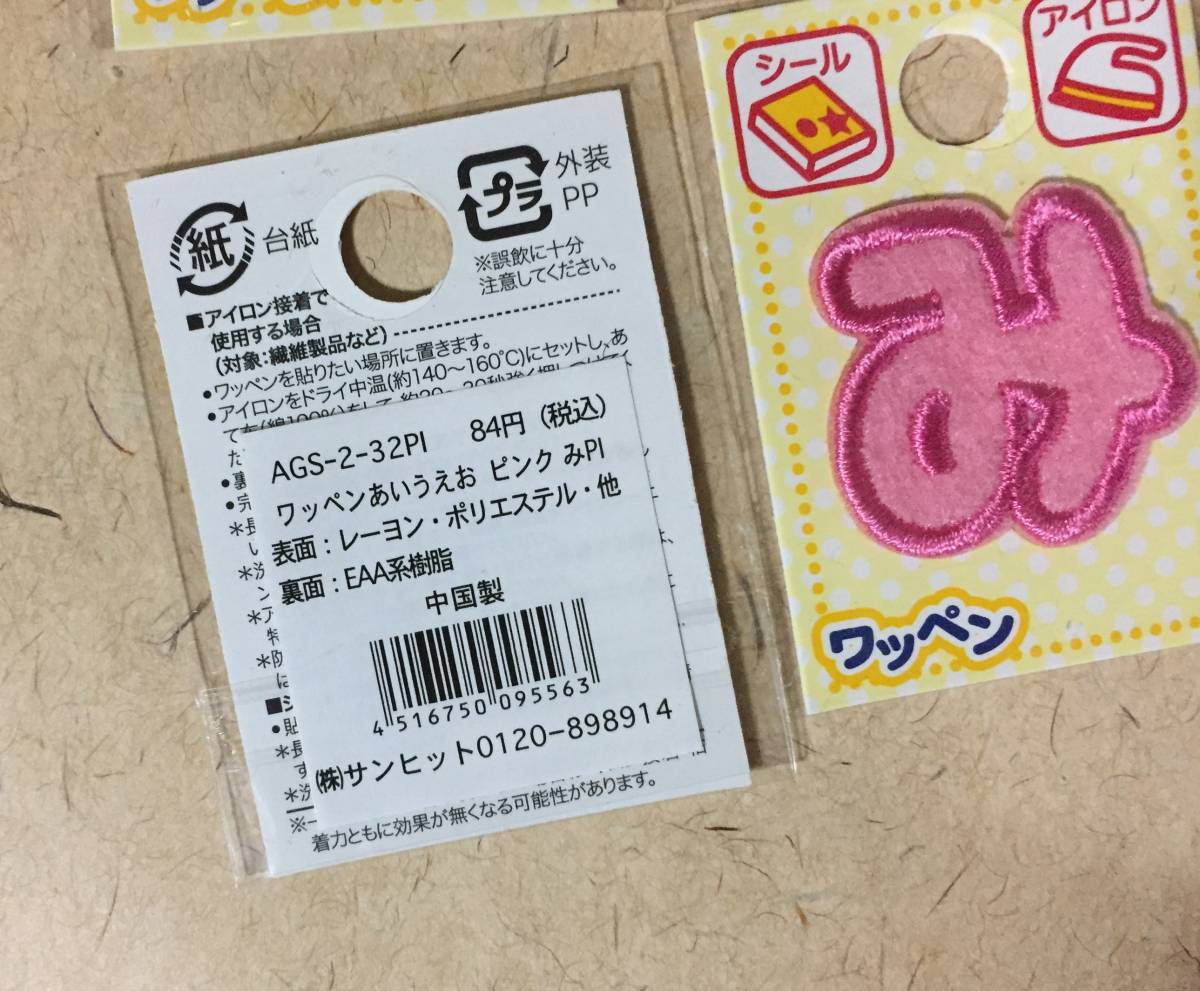 紙
台紙
プラ
外装
PP
※誤飲に十分
注意してください。
■アイロン接着で
使用する場合
(対象:繊維製品など)
•ワッペンを貼りたい場所に置きます。
•アイロンをドライ中温(約140〜160℃)にセットし、あ
AGS-2-32PI 84円(税込)
ワッペンあいうえお ピンク みPI
表面:レーヨン・ポリエステル・他
裏面:EAA系樹脂
中国製
4516750095563
(株)サンヒット0120-898914
着力ともに効果が無くなる可能性があります。
シール
アイロン
み
ワッペン